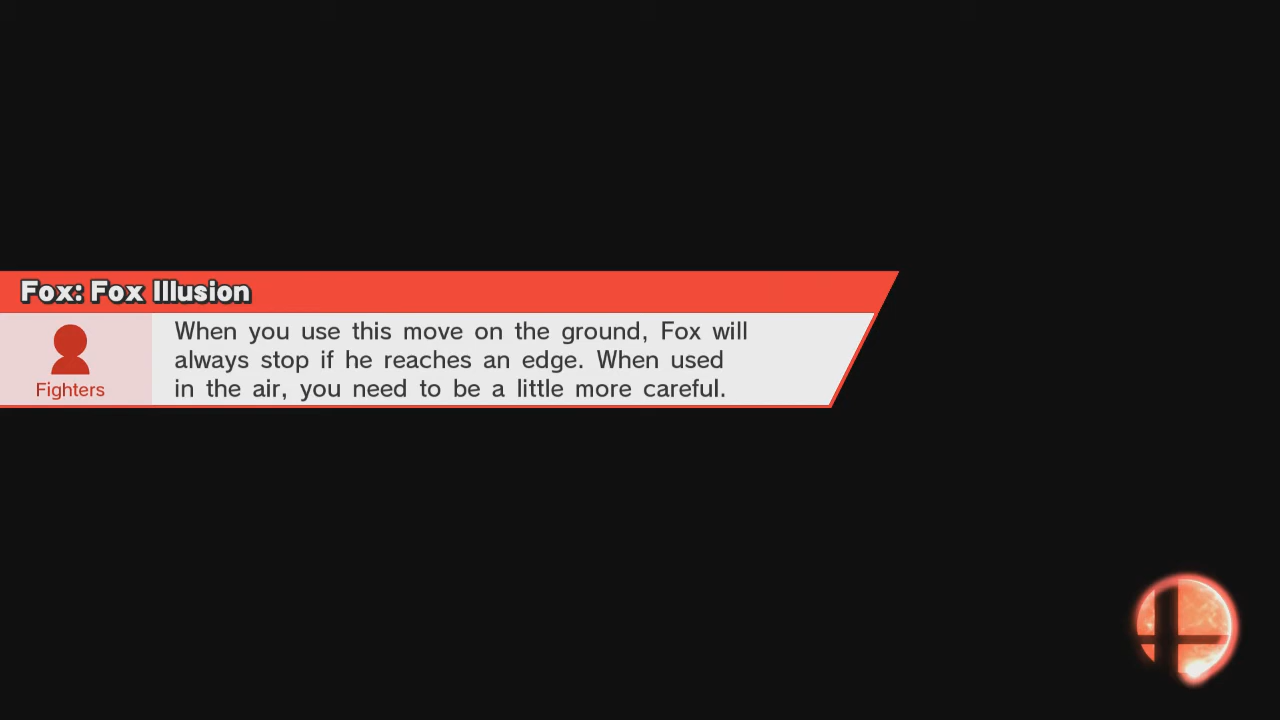 Fox: Fox Illusion
Fighters
When you use this move on the ground, Fox will
always stop if he reaches an edge. When used
in the air, you need to be a little more careful.